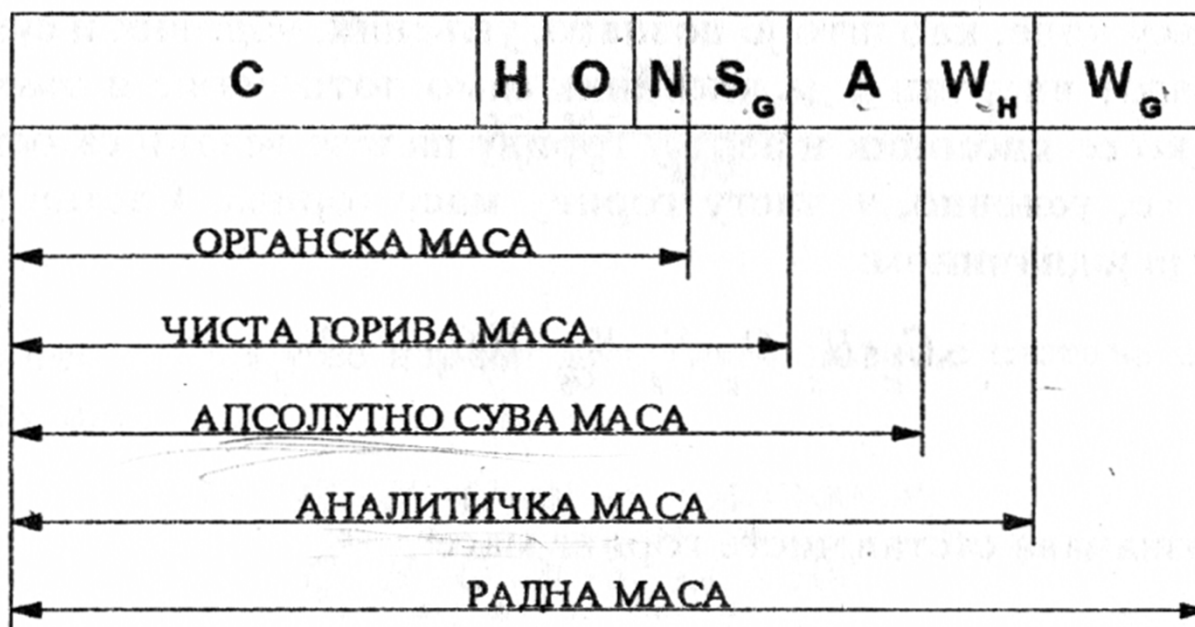 C H O N S_G A W_H W_G
ОРГАНСКА МАСА
ЧИСТА ГОРИВА МАСА
АПСОЛУТНО СУВА МАСА
АНАЛИТИЧКА МАСА
РАДНА МАСА